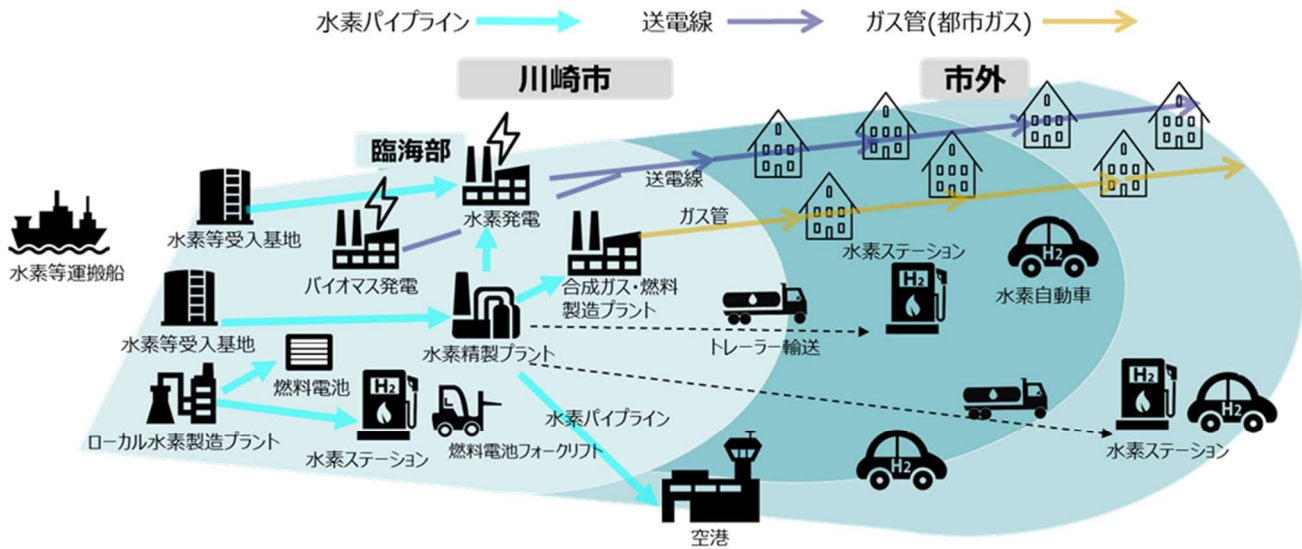 水素パイプライン
送電線
ガス管(都市ガス)
川崎市
市外
臨海部
送電線
水素等受入基地
水素発電
ガス管
水素等運搬船
バイオマス発電
水素ステーション
H2
合成ガス・燃料
製造プラント
水素自動車
水素等受入基地
水素精製プラント
トレーラー輸送
燃料電池
H2
H2
水素パイプライン
H2
ローカル水素製造プラント
水素ステーション
燃料電池フォークリフト
水素ステーション
H2
H2
空港